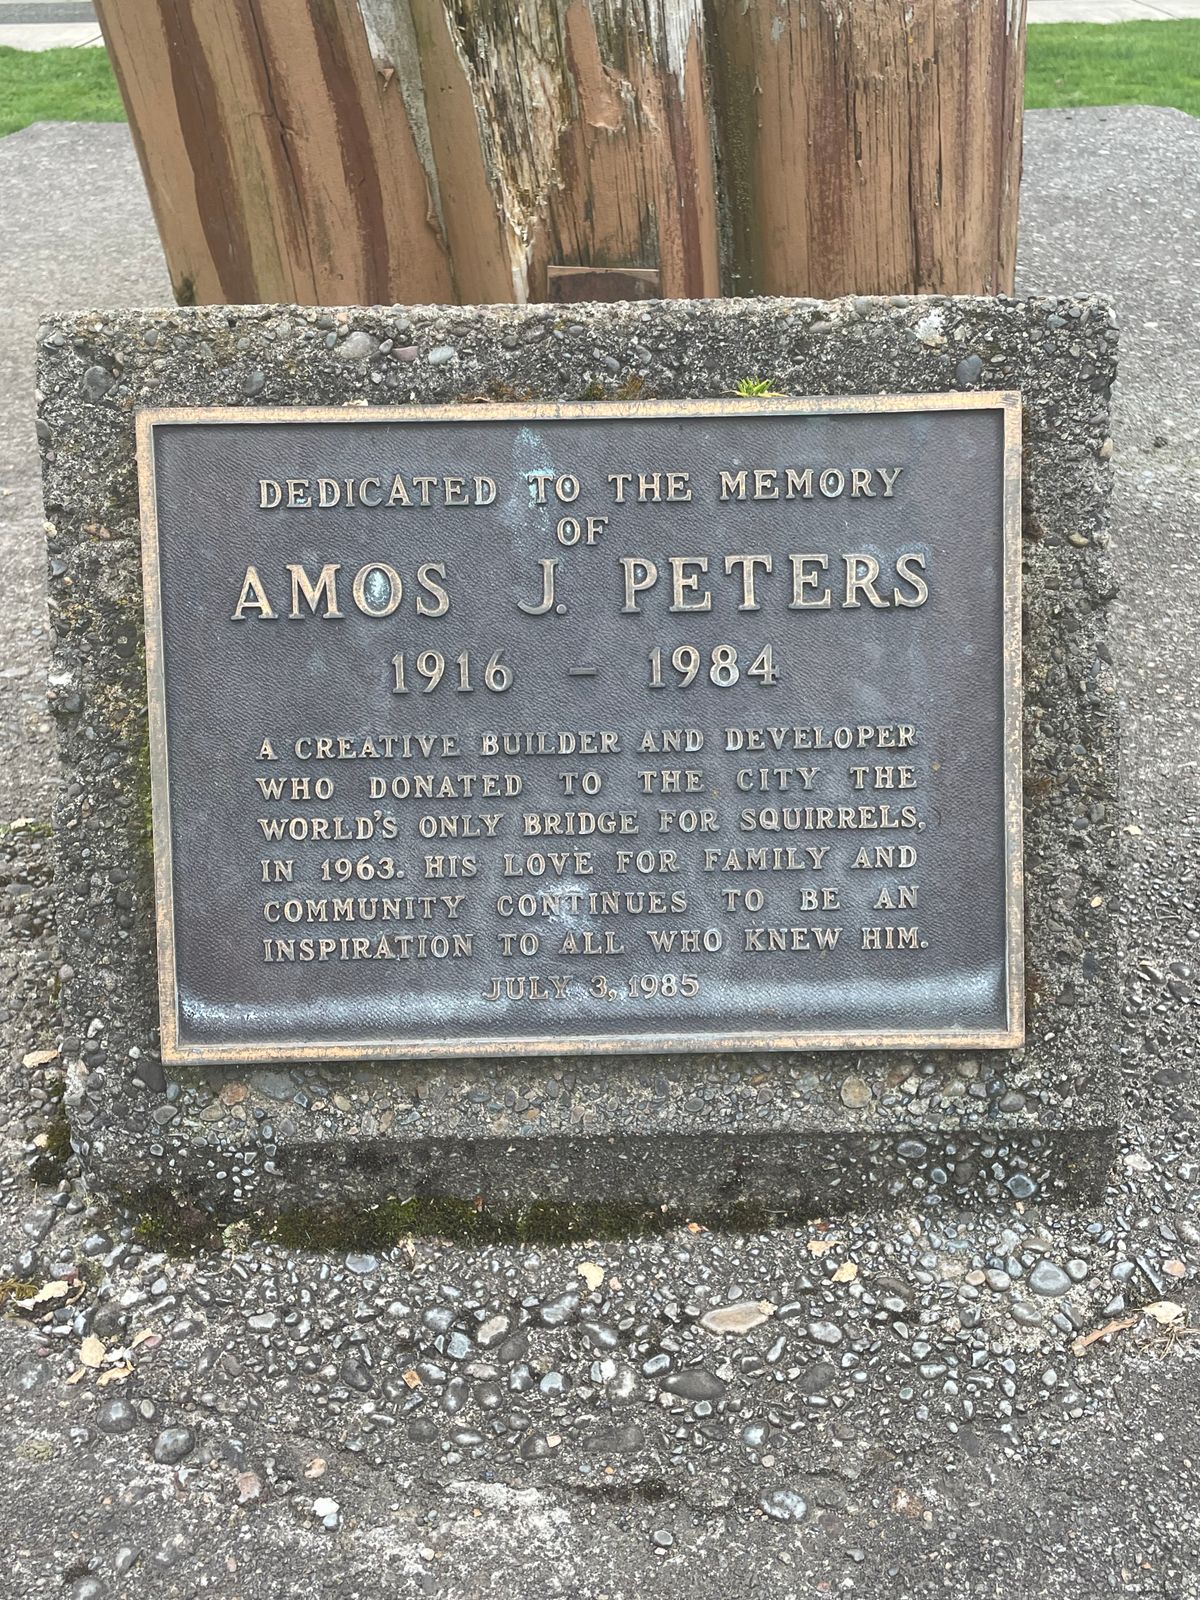 DEDICATED TO THE MEMORY
OF
AMOS J. PETERS
1916 - 1984
A CREATIVE BUILDER AND DEVELOPER
WHO DONATED TO THE CITY THE
WORLD'S ONLY BRIDGE FOR SQUIRRELS,
IN 1963. HIS LOVE FOR FAMILY AND
COMMUNITY CONTINUES TO BE AN
INSPIRATION TO ALL WHO KNEW HIM.
JULY 3, 1985